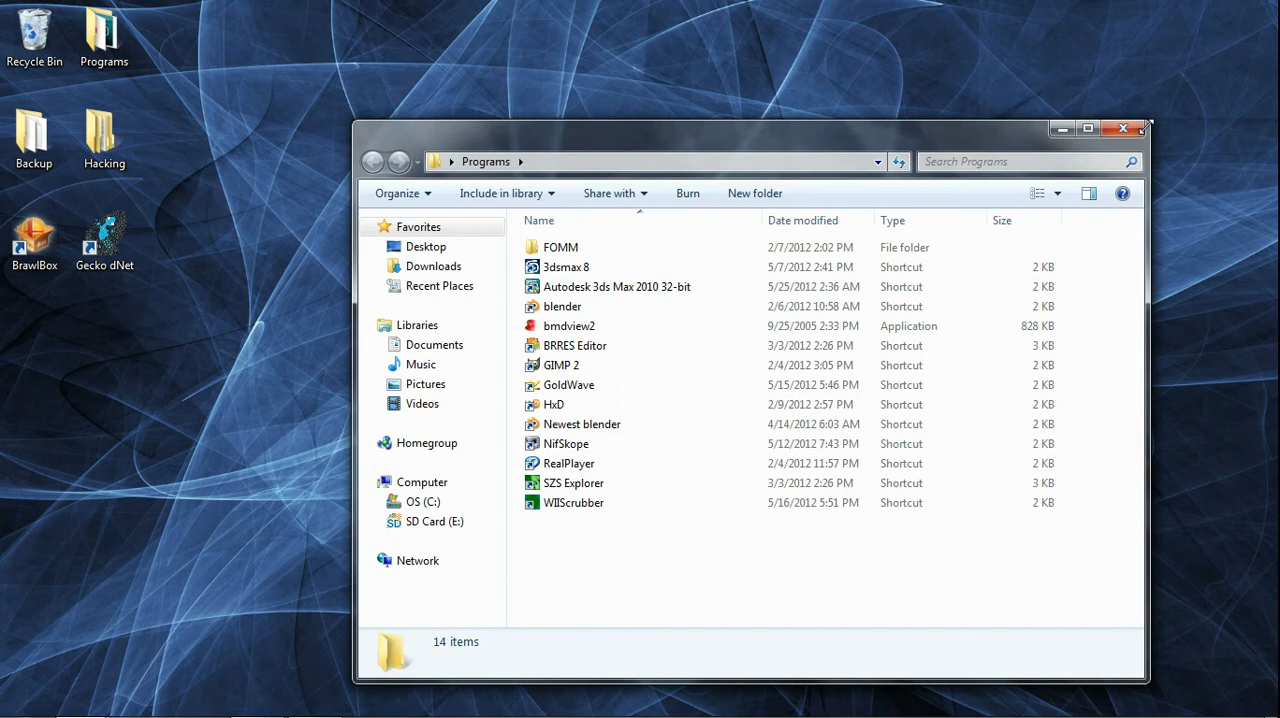 Recycle Bin
Programs
Backup
Hacking
BrawlBox
Gecko dNet
Programs
Search Programs
Organize
Include in library
Share with
Burn
New folder
Favorites
Desktop
Downloads
Recent Places
Libraries
Documents
Music
Pictures
Videos
Homegroup
Computer
OS (C:)
SD Card (E:)
Network
Name Date modified Type Size
FOMM 2/7/2012 2:02 PM File folder
3dsmax 8 5/7/2012 2:41 PM Shortcut 2 KB
Autodesk 3ds Max 2010 32-bit 5/25/2012 2:36 AM Shortcut 2 KB
blender 2/6/2012 10:58 AM Shortcut 2 KB
bmdview2 9/25/2005 2:33 PM Application 828 KB
BRRES Editor 3/3/2012 2:26 PM Shortcut 3 KB
GIMP 2 2/4/2012 3:05 PM Shortcut 2 KB
GoldWave 5/15/2012 5:46 PM Shortcut 2 KB
HxD 2/9/2012 2:57 PM Shortcut 2 KB
Newest blender 4/14/2012 6:03 AM Shortcut 2 KB
NifSkope 5/12/2012 7:43 PM Shortcut 2 KB
RealPlayer 2/4/2012 11:57 PM Shortcut 2 KB
SZS Explorer 3/3/2012 2:26 PM Shortcut 3 KB
WIIScrubber 5/16/2012 5:51 PM Shortcut 2 KB
14 items